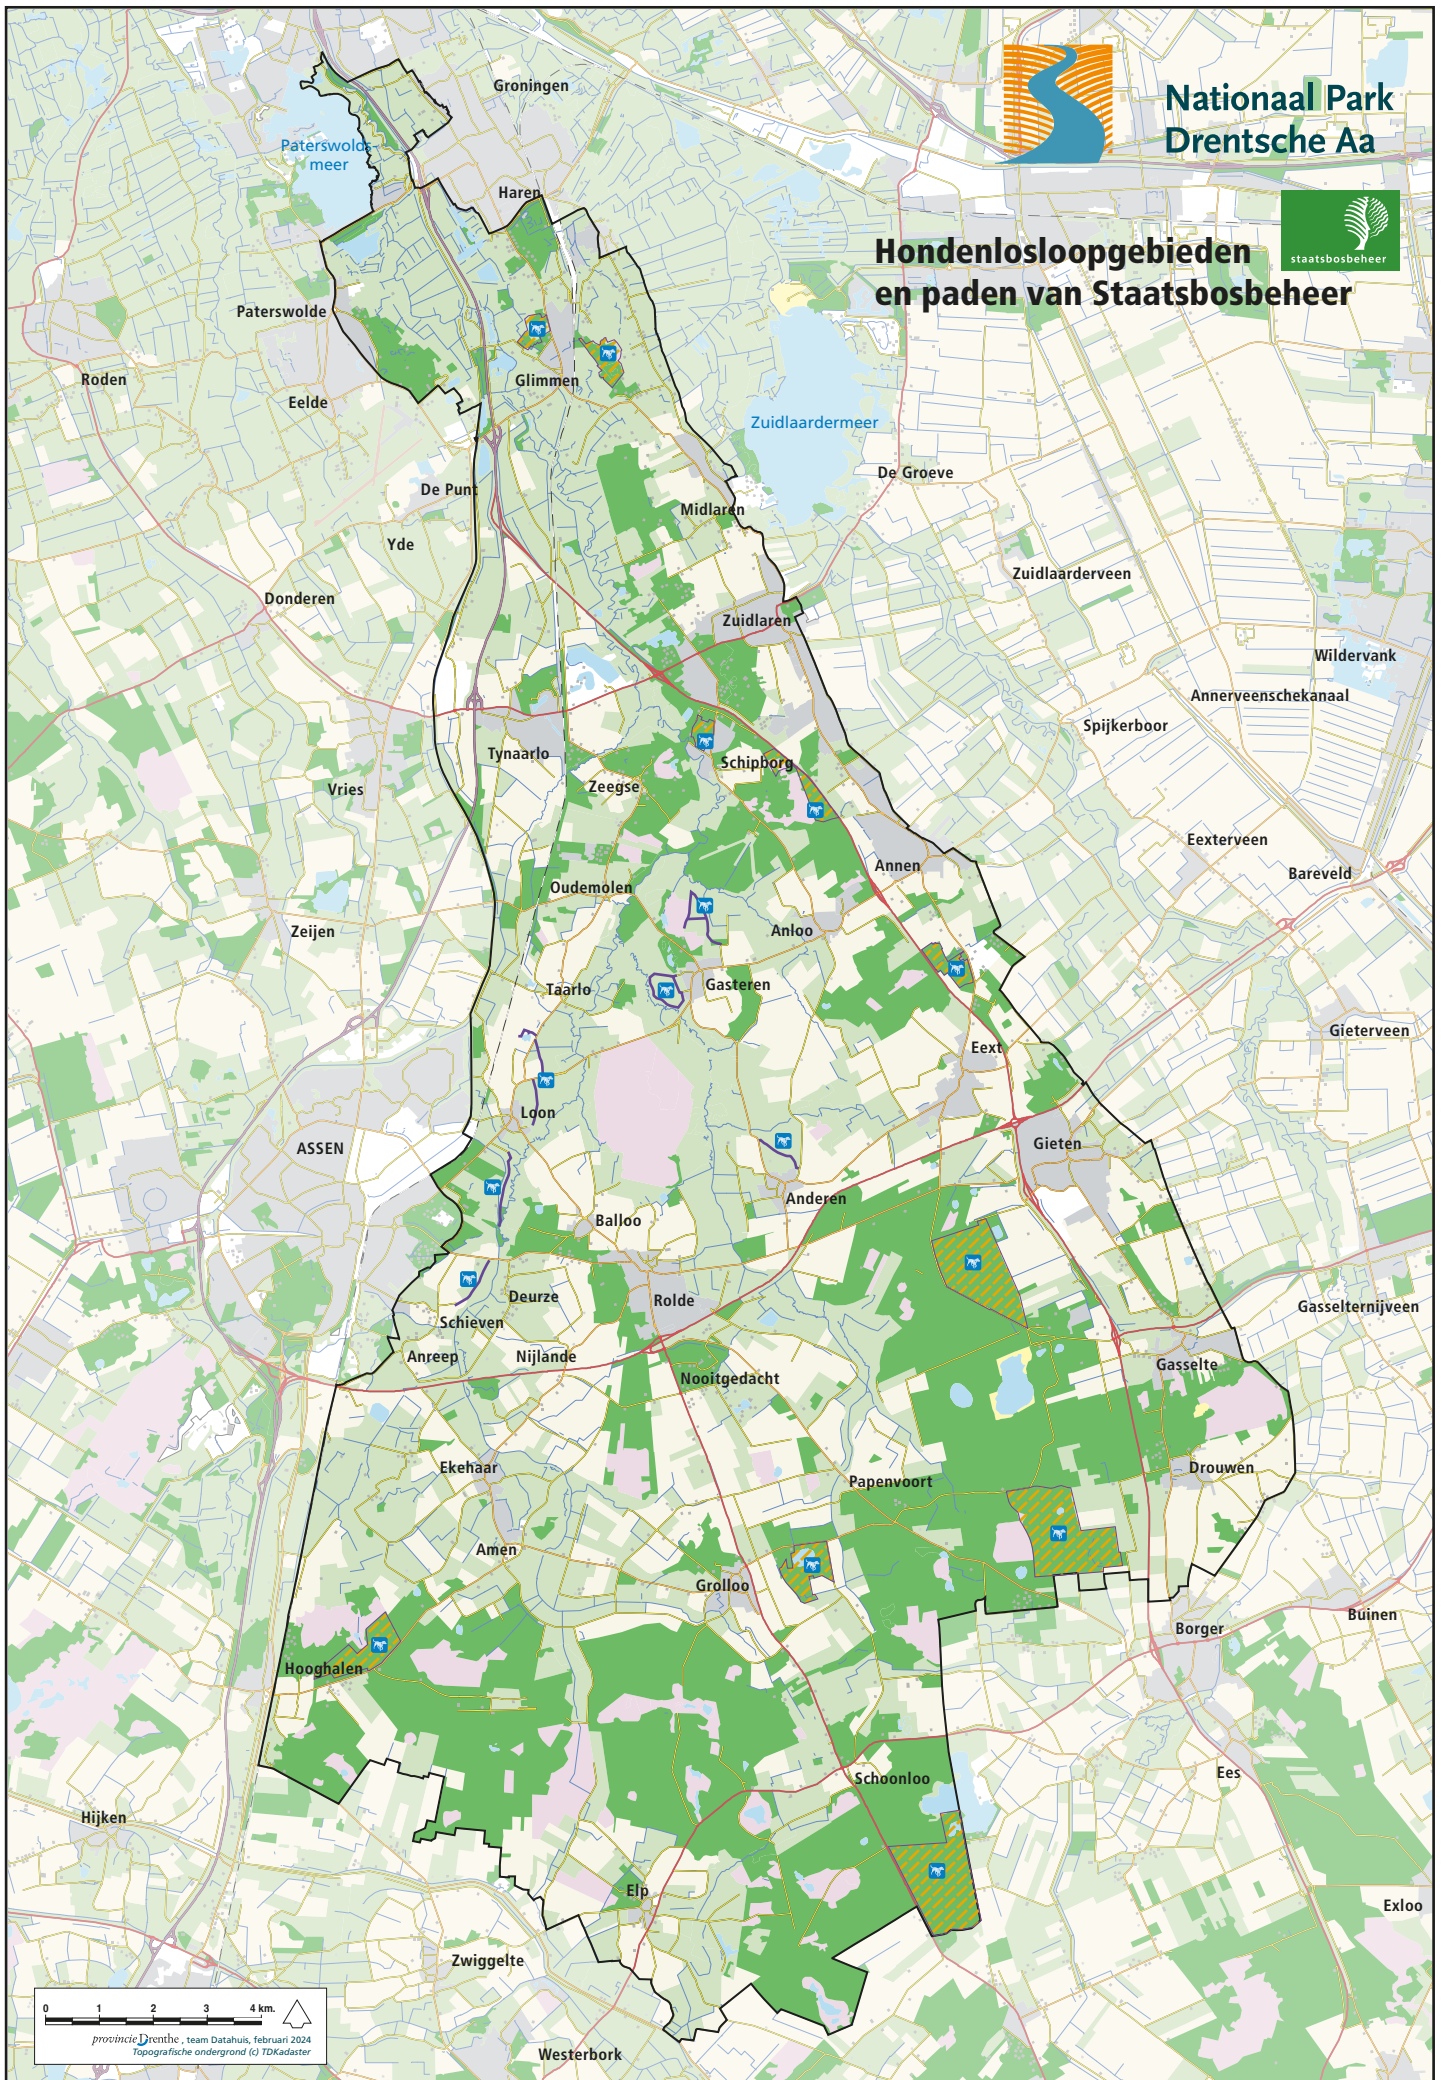 Nationaal Park
Drentsche Aa
staatsbosbeheer
Hondenlosloopgebieden
en paden van Staatsbosbeheer
Groningen
Paterswolds-
meer
Haren
Paterswolde
Roden
Glimmen
Eelde
Zuidlaardermeer
De Groeve
De Punt
Midlaren
Yde
Zuidlaarderveen
Donderen
Zuidlaren
Wildervank
Annerveenschekanaal
Spijkerboor
Tynaarlo
Schipborg
Zeegse
Vries
Eexterveen
Annen
Bareveld
Oudemolen
Anloo
Zeijen
Gasteren
Taarlo
Gieterveen
Eext
Loon
ASSEN
Gieten
Anderen
Balloo
Deurze
Rolde
Gasselternijveen
Schieven
Anreep
Nijlande
Gasselte
Nooitgedacht
Ekehaar
Drouwen
Papenvoort
Amen
Grolloo
Buinen
Borger
Hooghalen
Ees
Schoonloo
Hijken
Elp
Exloo
Zwiggelte
Westerbork
0 1 2 3 4 km.
provincie Drenthe , team Datahuis, februari 2024
Topografische ondergrond (c) TDKadaster